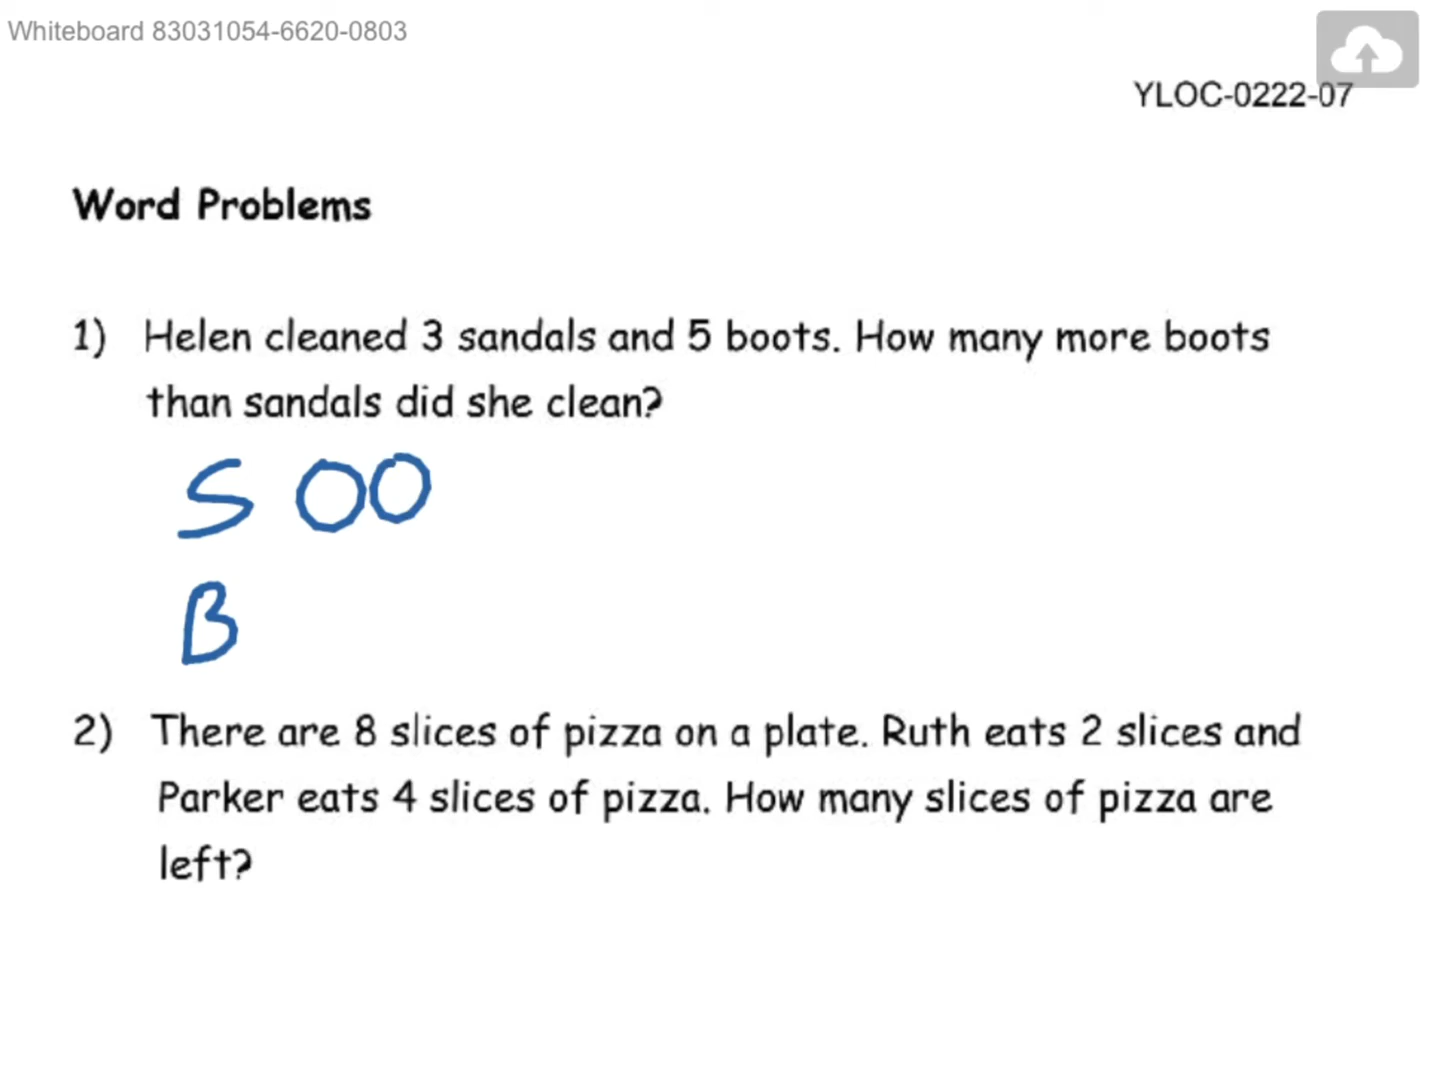 Whiteboard 83031054-6620-0803
YLOC-0222-07
Word Problems
1) Helen cleaned 3 sandals and 5 boots. How many more boots
than sandals did she clean?
S OO
B
2) There are 8 slices of pizza on a plate. Ruth eats 2 slices and
Parker eats 4 slices of pizza. How many slices of pizza are
left?